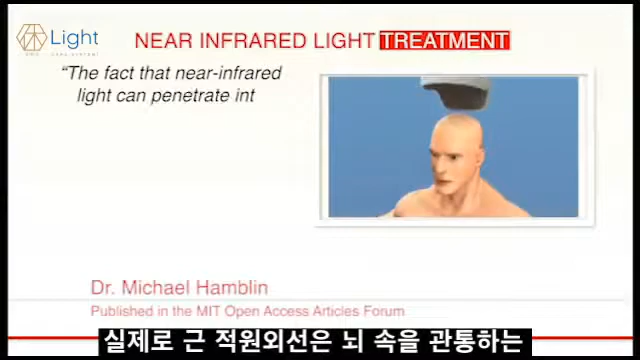 Light
NEAR INFRARED LIGHT TREATMENT
“The fact that near-infrared
light can penetrate int
Dr. Michael Hamblin
Published in the MIT Open Access Articles Forum
실제로 근 적원외선은 뇌 속을 관통하는